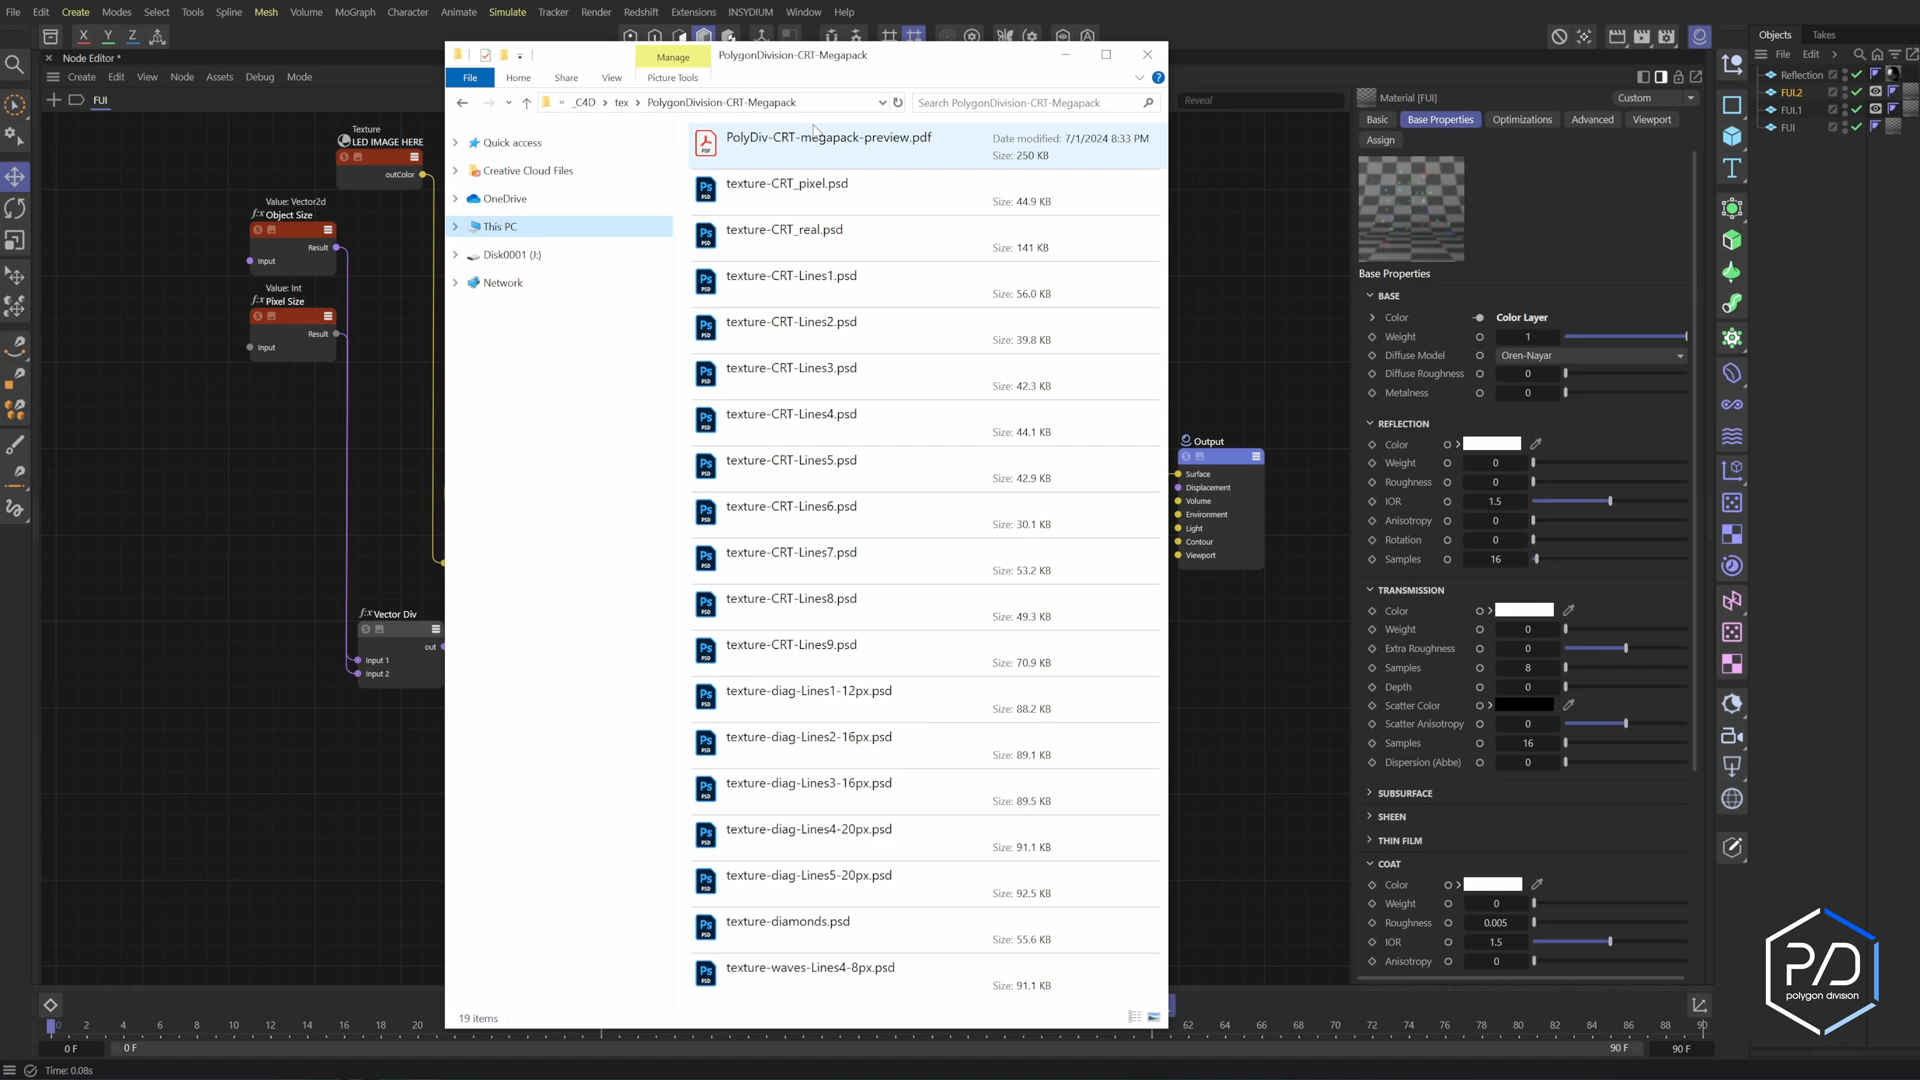 File Edit Create Modes Select Tools Spline Mesh Volume MoGraph Character Animate Simulate Tracker Render Redshift Extensions INSYDIUM Window Help
X Y Z
Node Editor *
Create Edit View Node Assets Debug Mode
FUI
Texture
LED IMAGE HERE
outColor
Value: Vector2d
f:x Object Size
Result
Input
Value: Int
f:x Pixel Size
Result
Input
f:x Vector Div
out
Input 1
Input 2
Manage PolygonDivision-CRT-Megapack
File Home Share View Picture Tools
« _C4D › tex › PolygonDivision-CRT-Megapack
Search PolygonDivision-CRT-Megapack
Quick access
Creative Cloud Files
OneDrive
This PC
Disk0001 (J:)
Network
PolyDiv-CRT-megapack-preview.pdf Date modified: 7/1/2024 8:33 PM
Size: 250 KB
texture-CRT_pixel.psd
Size: 44.9 KB
texture-CRT_real.psd
Size: 141 KB
texture-CRT-Lines1.psd
Size: 56.0 KB
texture-CRT-Lines2.psd
Size: 39.8 KB
texture-CRT-Lines3.psd
Size: 42.3 KB
texture-CRT-Lines4.psd
Size: 44.1 KB
texture-CRT-Lines5.psd
Size: 42.9 KB
texture-CRT-Lines6.psd
Size: 30.1 KB
texture-CRT-Lines7.psd
Size: 53.2 KB
texture-CRT-Lines8.psd
Size: 49.3 KB
texture-CRT-Lines9.psd
Size: 70.9 KB
texture-diag-Lines1-12px.psd
Size: 88.2 KB
texture-diag-Lines2-16px.psd
Size: 89.1 KB
texture-diag-Lines3-16px.psd
Size: 89.5 KB
texture-diag-Lines4-20px.psd
Size: 91.1 KB
texture-diag-Lines5-20px.psd
Size: 92.5 KB
texture-diamonds.psd
Size: 55.6 KB
texture-waves-Lines4-8px.psd
Size: 91.1 KB
19 items
Reveal
Output
Surface
Displacement
Volume
Environment
Light
Contour
Viewport
Material [FUI] Custom
Basic Base Properties Optimizations Advanced Viewport
Assign
Base Properties
BASE
Color Color Layer
Weight 1
Diffuse Model Oren-Nayar
Diffuse Roughness 0
Metalness 0
REFLECTION
Color
Weight 0
Roughness 0
IOR 1.5
Anisotropy 0
Rotation 0
Samples 16
TRANSMISSION
Color
Weight 0
Extra Roughness 0
Samples 8
Depth 0
Scatter Color
Scatter Anisotropy 0
Samples 16
Dispersion (Abbe) 0
SUBSURFACE
SHEEN
THIN FILM
COAT
Color
Weight 0
Roughness 0.005
IOR 1.5
Anisotropy 0
Objects Takes
File Edit
Reflection
FUI.2
FUI.1
FUI
P/D
polygon division
0 2 4 6 8 10 12 14 16 18 20 62 64 66 68 70 72 74 76 78 80 82 84 86 88 90
0 F 0 F 90 F 90 F
Time: 0.08s